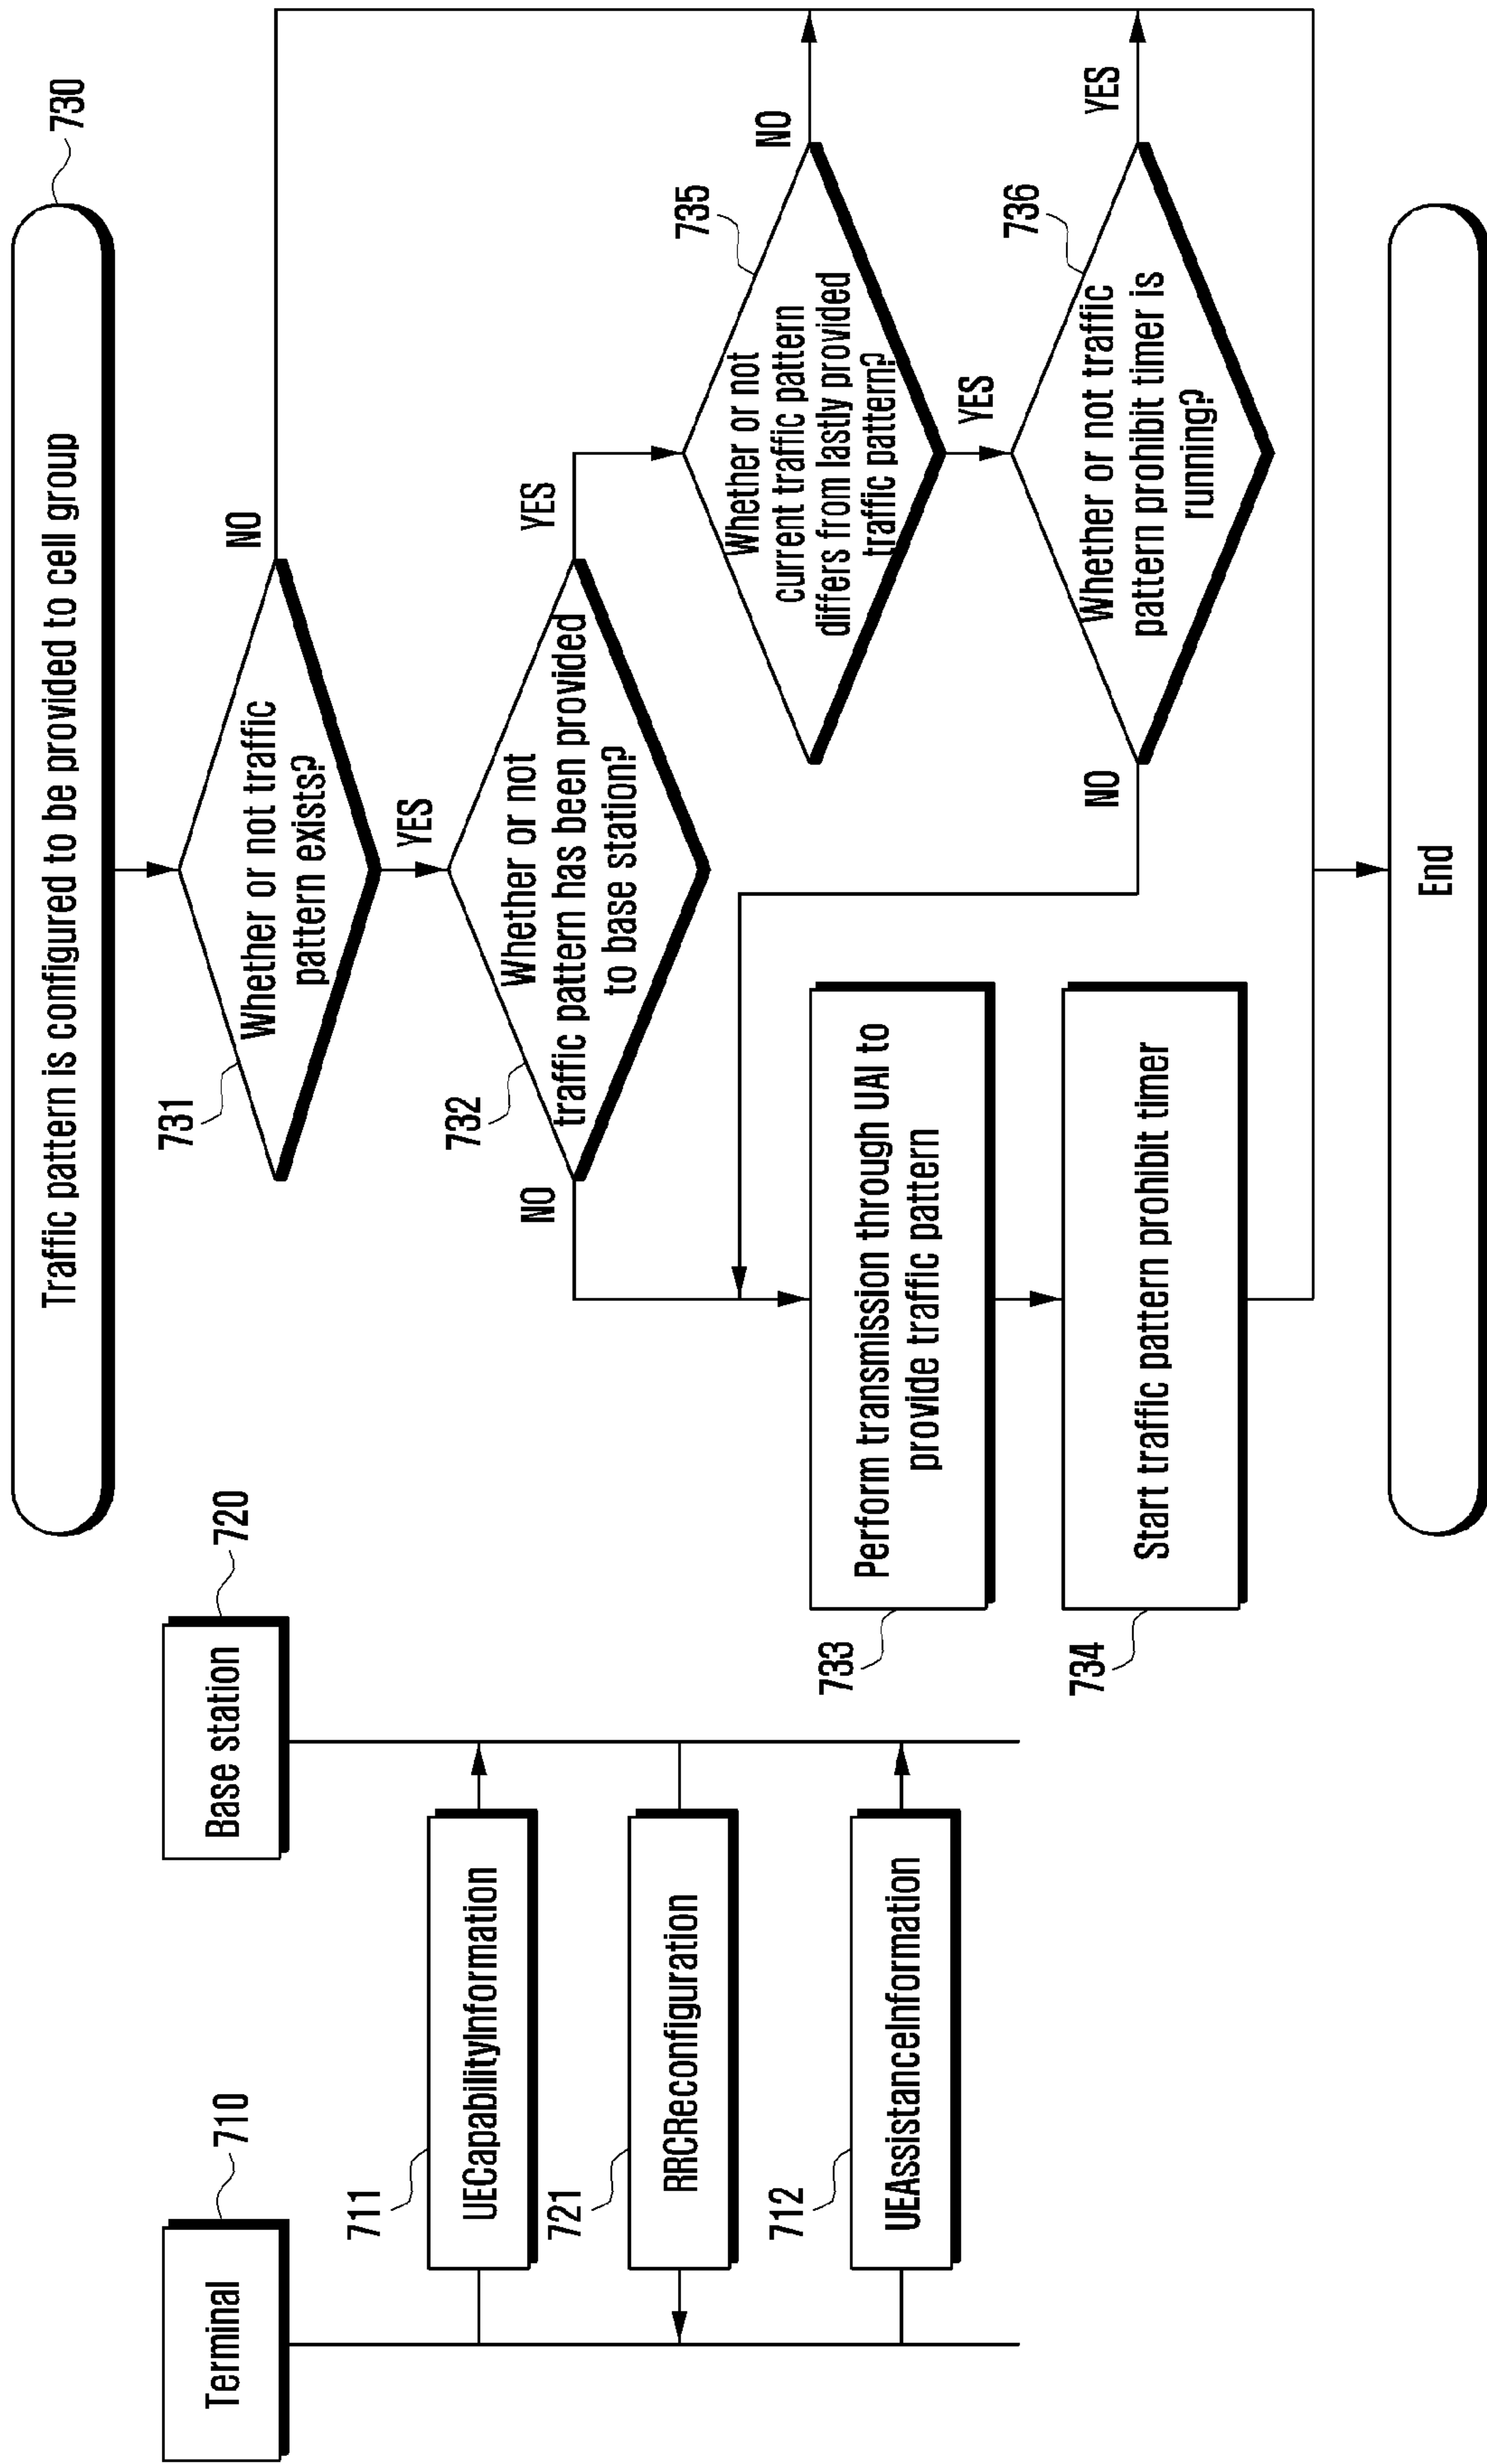 Terminal
710
Base station
720
711
UECapabilityInformation
721
RRCReconfiguration
712
UEAssistanceInformation
Traffic pattern is configured to be provided to cell group
730
731
Whether or not traffic
pattern exists?
NO
YES
732
Whether or not
traffic pattern has been provided
to base station?
NO
YES
735
Whether or not
current traffic pattern
differs from lastly provided
traffic pattern?
NO
YES
736
Whether or not traffic
pattern prohibit timer is
running?
NO
YES
733
Perform transmission through UAI to
provide traffic pattern
734
Start traffic pattern prohibit timer
End